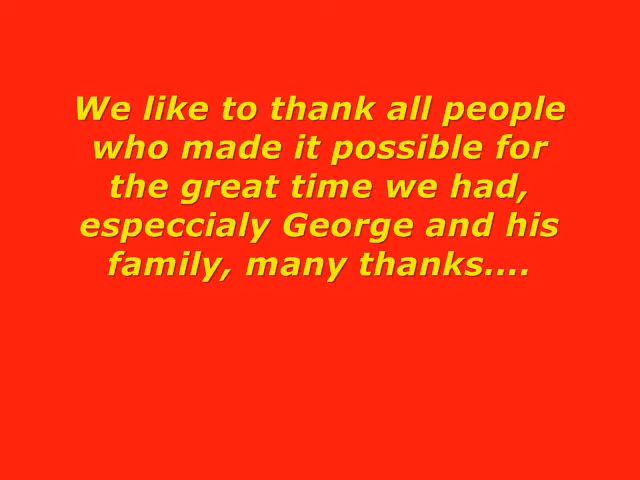 We like to thank all people
who made it possible for
the great time we had,
especcialy George and his
family, many thanks....